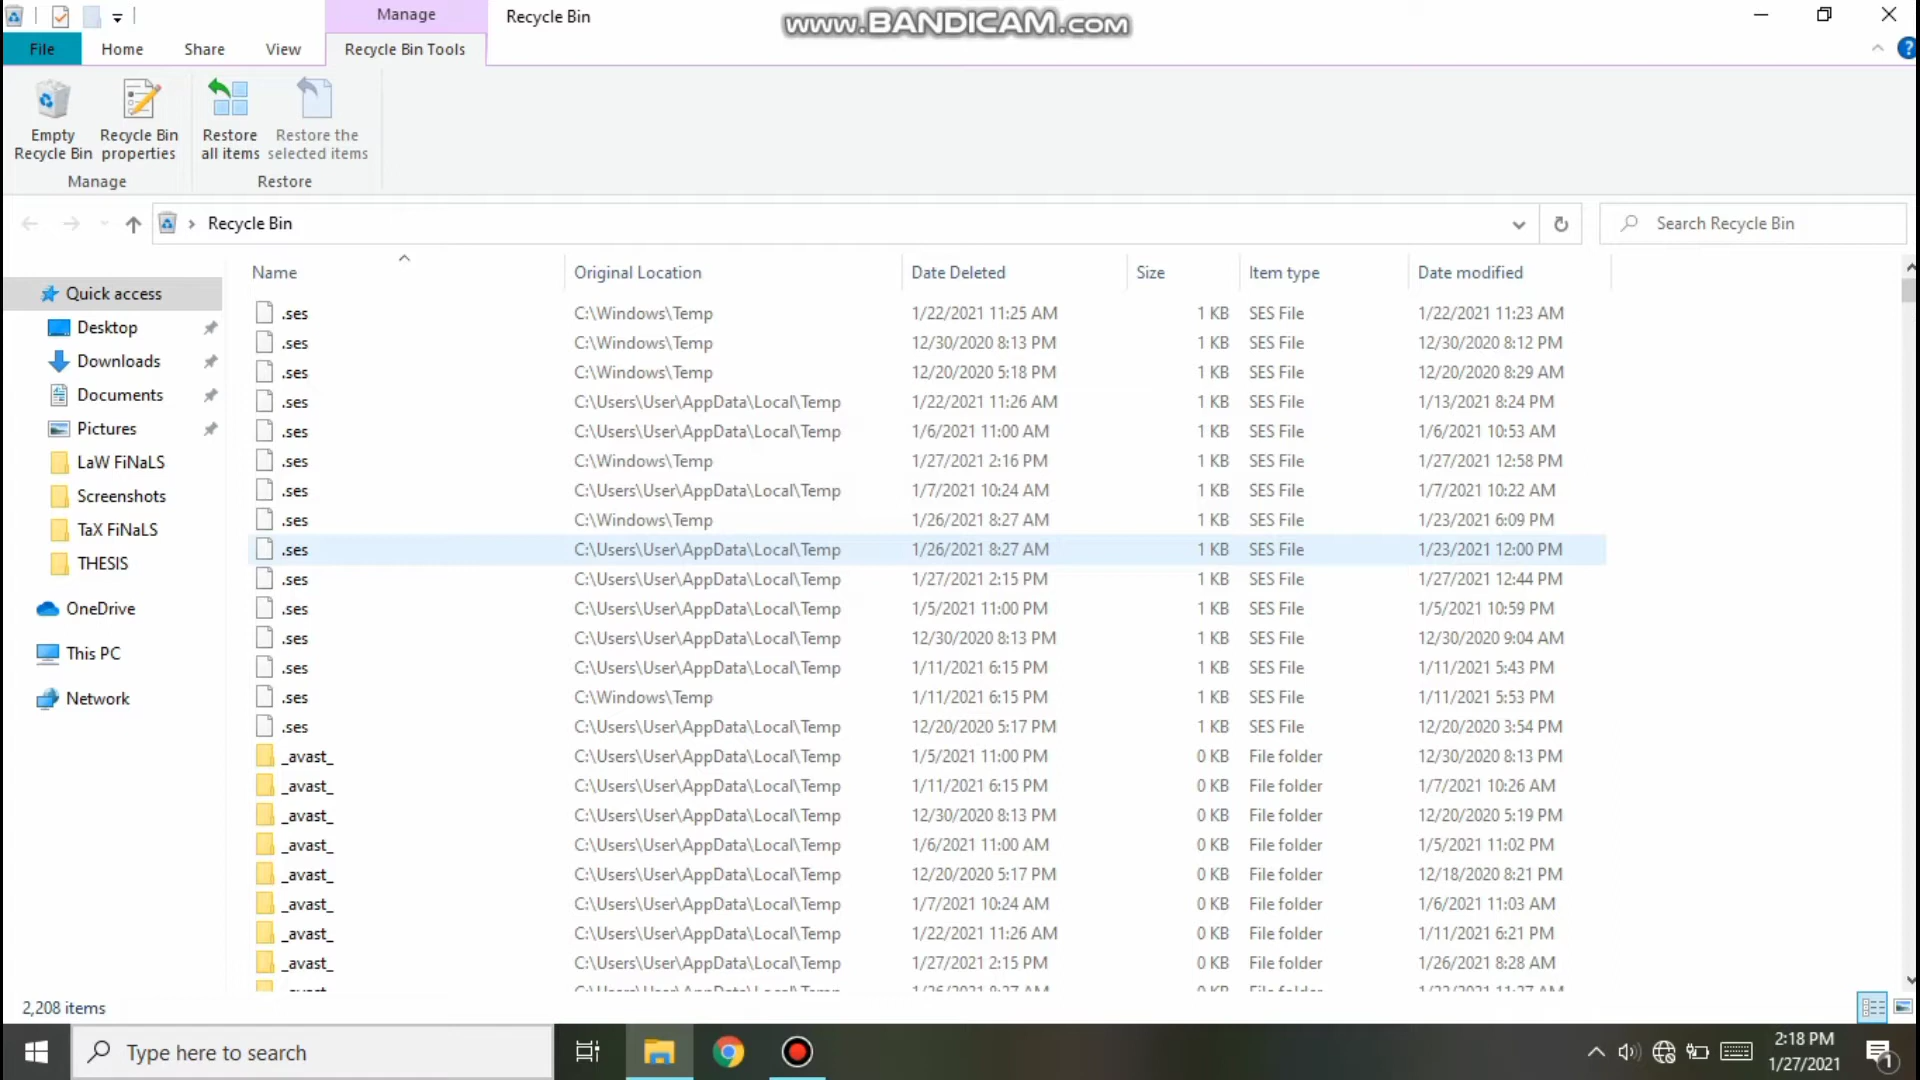 Manage
Recycle Bin
www.BANDICAM.com
File
Home
Share
View
Recycle Bin Tools
?
Empty Recycle Bin
Recycle Bin properties
Restore all items
Restore the selected items
Manage
Restore
Recycle Bin
Search Recycle Bin
Name
Original Location
Date Deleted
Size
Item type
Date modified
Quick access
Desktop
Downloads
Documents
Pictures
LaW FiNaLS
Screenshots
TaX FiNaLS
THESIS
OneDrive
This PC
Network
.ses C:\Windows\Temp 1/22/2021 11:25 AM 1 KB SES File 1/22/2021 11:23 AM
.ses C:\Windows\Temp 12/30/2020 8:13 PM 1 KB SES File 12/30/2020 8:12 PM
.ses C:\Windows\Temp 12/20/2020 5:18 PM 1 KB SES File 12/20/2020 8:29 AM
.ses C:\Users\User\AppData\Local\Temp 1/22/2021 11:26 AM 1 KB SES File 1/13/2021 8:24 PM
.ses C:\Users\User\AppData\Local\Temp 1/6/2021 11:00 AM 1 KB SES File 1/6/2021 10:53 AM
.ses C:\Windows\Temp 1/27/2021 2:16 PM 1 KB SES File 1/27/2021 12:58 PM
.ses C:\Users\User\AppData\Local\Temp 1/7/2021 10:24 AM 1 KB SES File 1/7/2021 10:22 AM
.ses C:\Windows\Temp 1/26/2021 8:27 AM 1 KB SES File 1/23/2021 6:09 PM
.ses C:\Users\User\AppData\Local\Temp 1/26/2021 8:27 AM 1 KB SES File 1/23/2021 12:00 PM
.ses C:\Users\User\AppData\Local\Temp 1/27/2021 2:15 PM 1 KB SES File 1/27/2021 12:44 PM
.ses C:\Users\User\AppData\Local\Temp 1/5/2021 11:00 PM 1 KB SES File 1/5/2021 10:59 PM
.ses C:\Users\User\AppData\Local\Temp 12/30/2020 8:13 PM 1 KB SES File 12/30/2020 9:04 AM
.ses C:\Users\User\AppData\Local\Temp 1/11/2021 6:15 PM 1 KB SES File 1/11/2021 5:43 PM
.ses C:\Windows\Temp 1/11/2021 6:15 PM 1 KB SES File 1/11/2021 5:53 PM
.ses C:\Users\User\AppData\Local\Temp 12/20/2020 5:17 PM 1 KB SES File 12/20/2020 3:54 PM
_avast_ C:\Users\User\AppData\Local\Temp 1/5/2021 11:00 PM 0 KB File folder 12/30/2020 8:13 PM
_avast_ C:\Users\User\AppData\Local\Temp 1/11/2021 6:15 PM 0 KB File folder 1/7/2021 10:26 AM
_avast_ C:\Users\User\AppData\Local\Temp 12/30/2020 8:13 PM 0 KB File folder 12/20/2020 5:19 PM
_avast_ C:\Users\User\AppData\Local\Temp 1/6/2021 11:00 AM 0 KB File folder 1/5/2021 11:02 PM
_avast_ C:\Users\User\AppData\Local\Temp 12/20/2020 5:17 PM 0 KB File folder 12/18/2020 8:21 PM
_avast_ C:\Users\User\AppData\Local\Temp 1/7/2021 10:24 AM 0 KB File folder 1/6/2021 11:03 AM
_avast_ C:\Users\User\AppData\Local\Temp 1/22/2021 11:26 AM 0 KB File folder 1/11/2021 6:21 PM
_avast_ C:\Users\User\AppData\Local\Temp 1/27/2021 2:15 PM 0 KB File folder 1/26/2021 8:28 AM
2,208 items
Type here to search
2:18 PM
1/27/2021
1